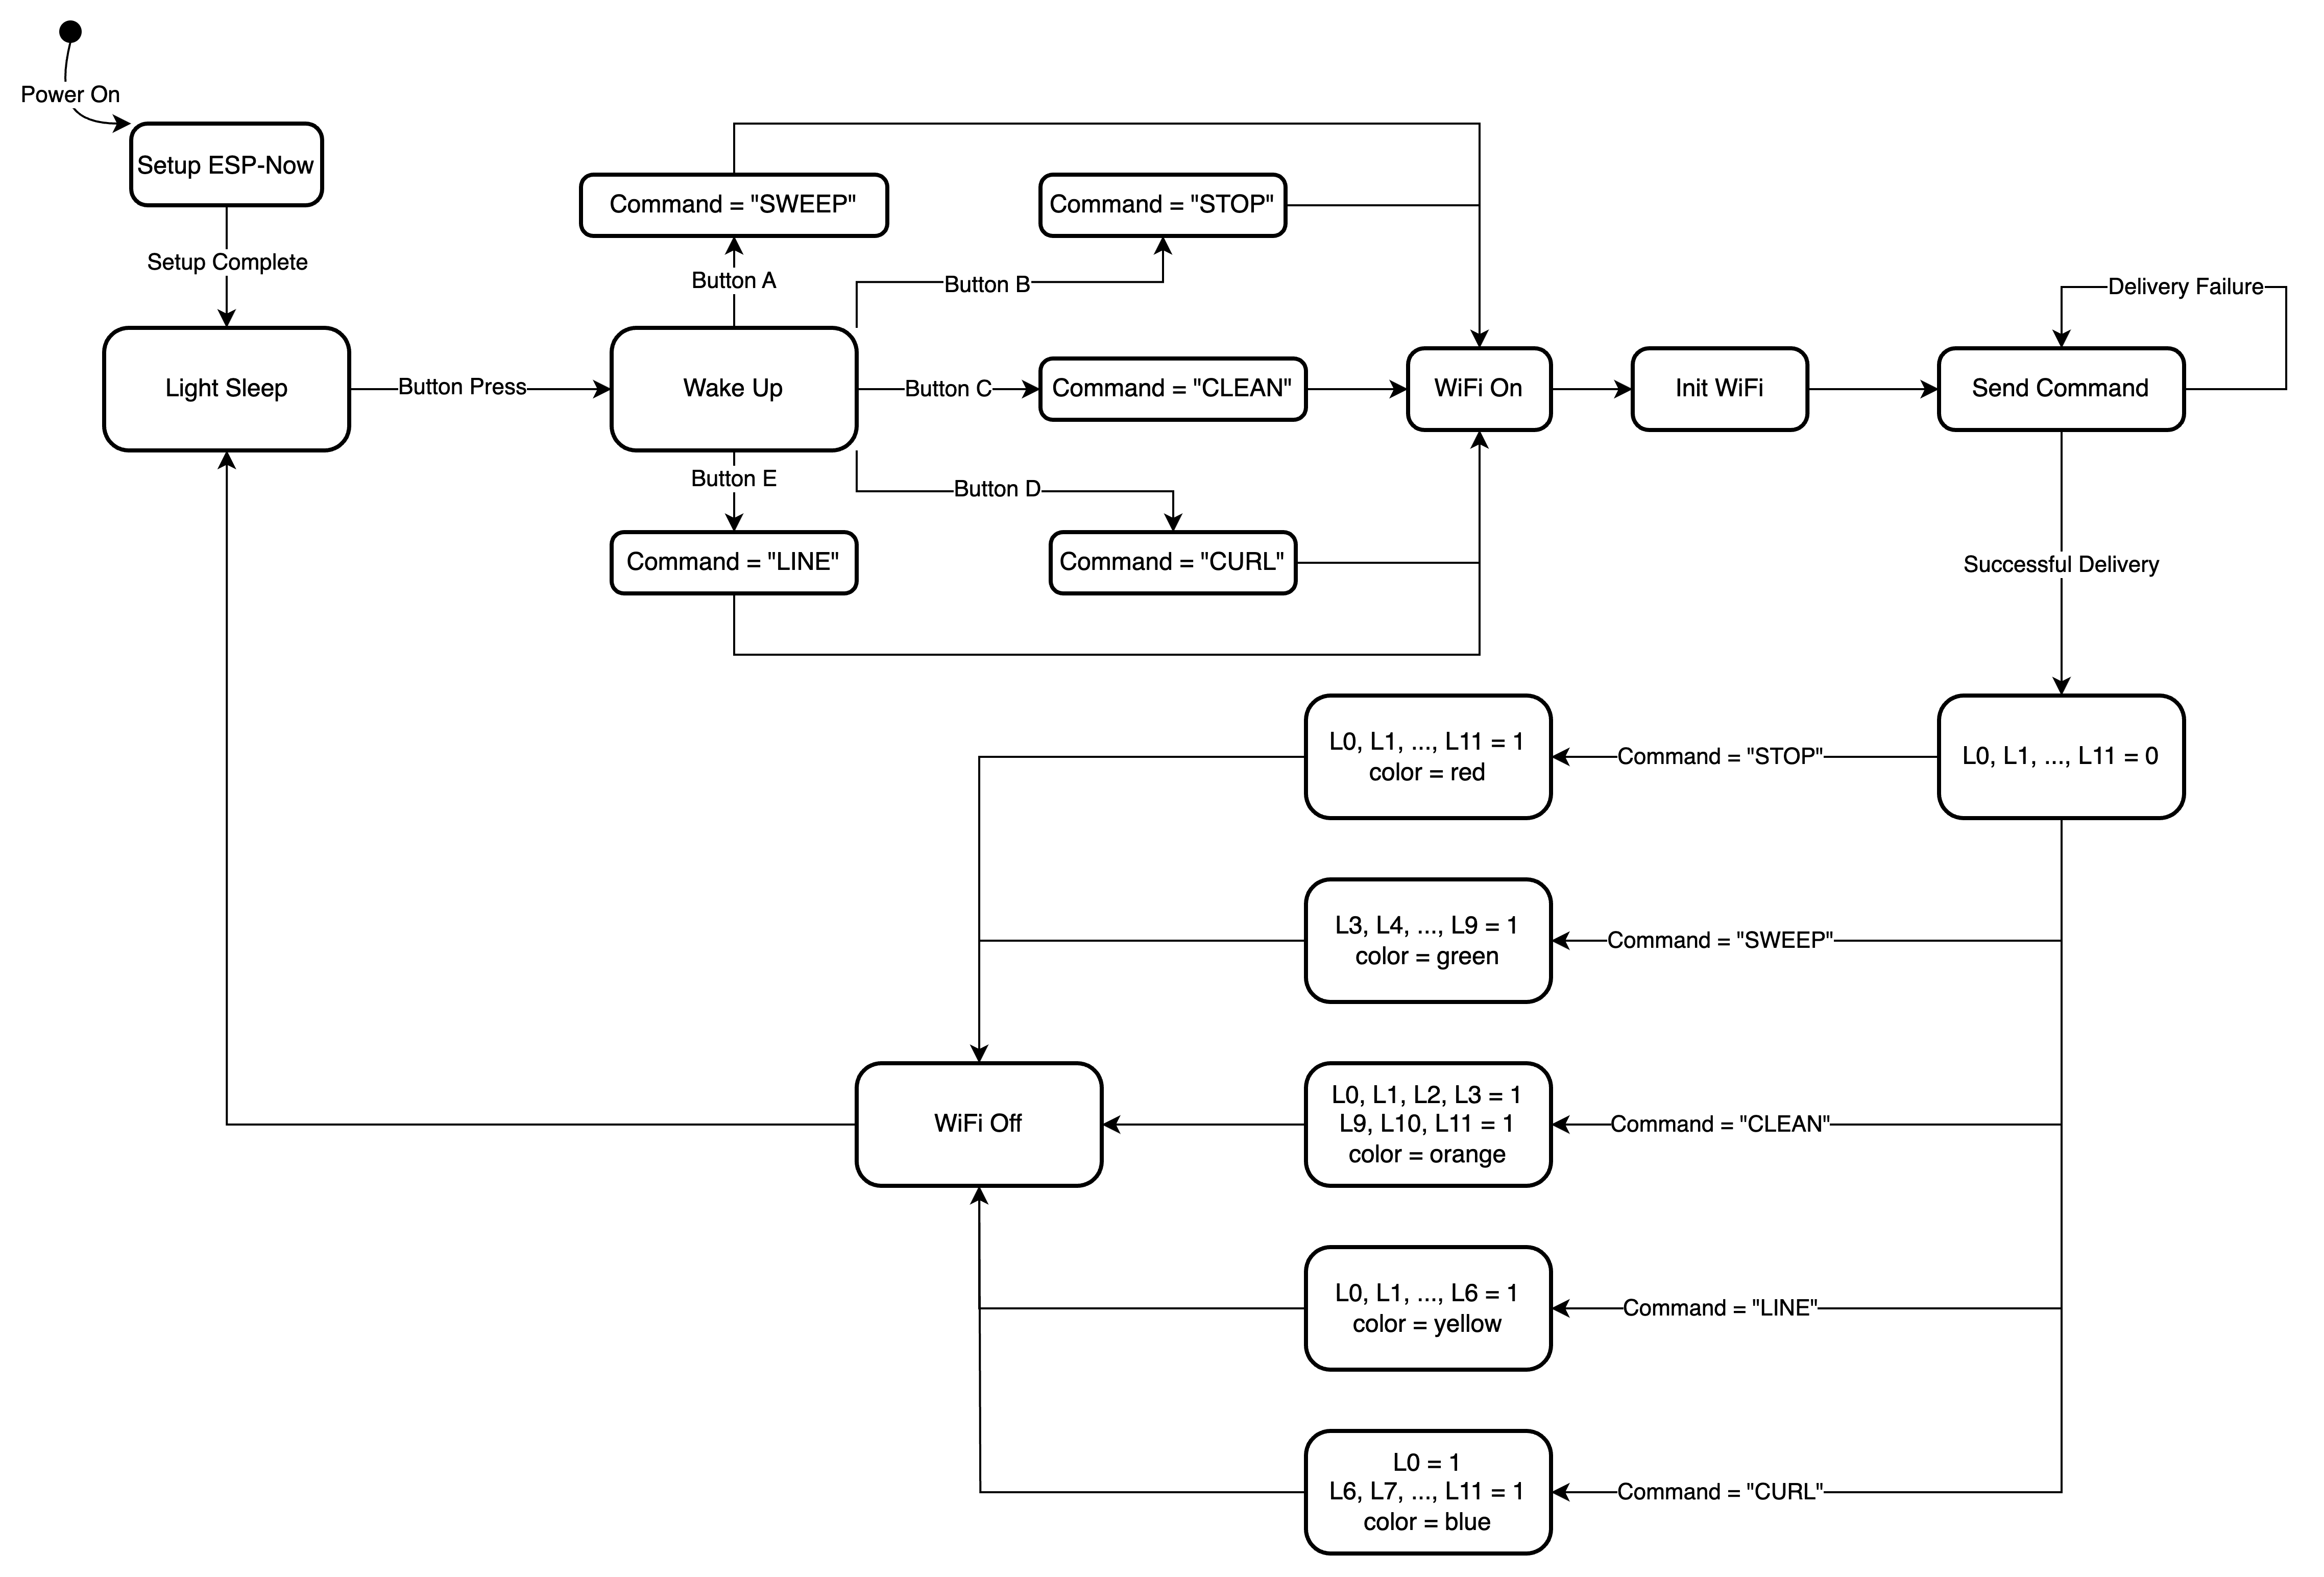 Power On
Setup ESP-Now
Setup Complete
Light Sleep
Button Press
Wake Up
Button A
Command = "SWEEP"
Button B
Command = "STOP"
Button C
Command = "CLEAN"
Button D
Command = "CURL"
Button E
Command = "LINE"
WiFi On
Init WiFi
Send Command
Delivery Failure
Successful Delivery
L0, L1, ..., L11 = 0
Command = "STOP"
L0, L1, ..., L11 = 1
color = red
Command = "SWEEP"
L3, L4, ..., L9 = 1
color = green
Command = "CLEAN"
L0, L1, L2, L3 = 1
L9, L10, L11 = 1
color = orange
Command = "LINE"
L0, L1, ..., L6 = 1
color = yellow
Command = "CURL"
L0 = 1
L6, L7, ..., L11 = 1
color = blue
WiFi Off